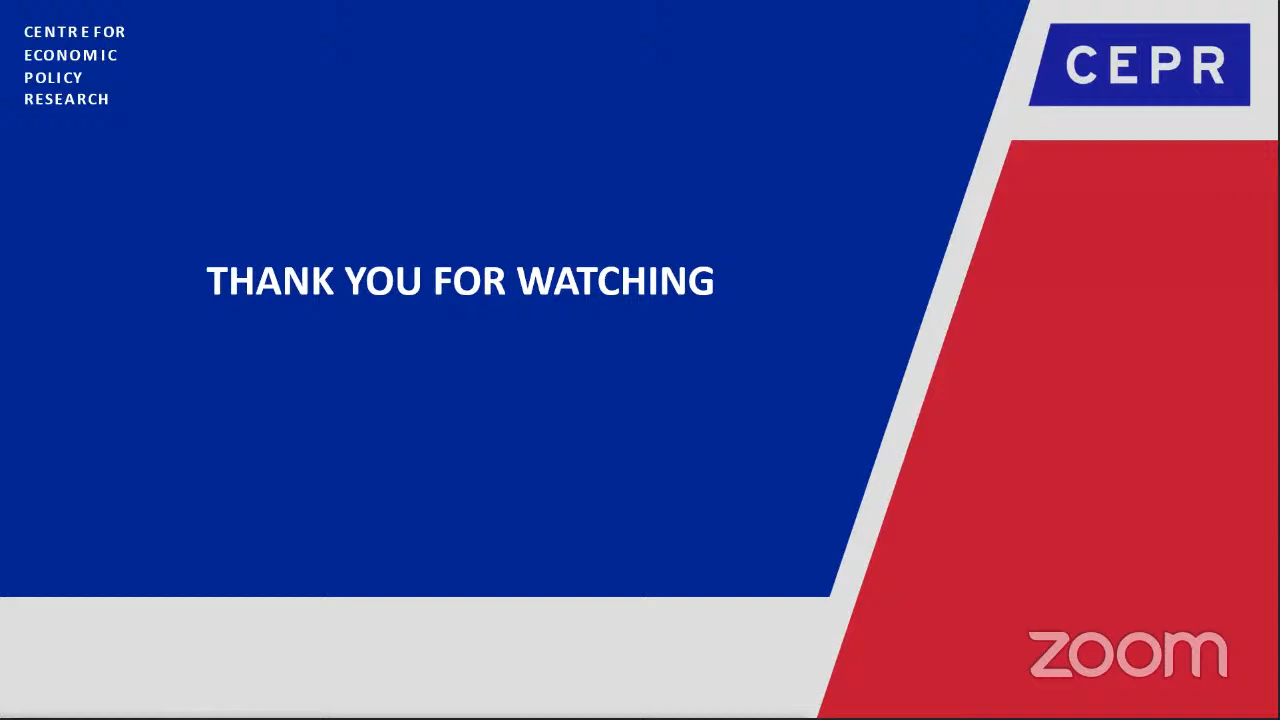 CENTRE FOR
ECONOMIC
POLICY
RESEARCH
CEPR
THANK YOU FOR WATCHING
zoom